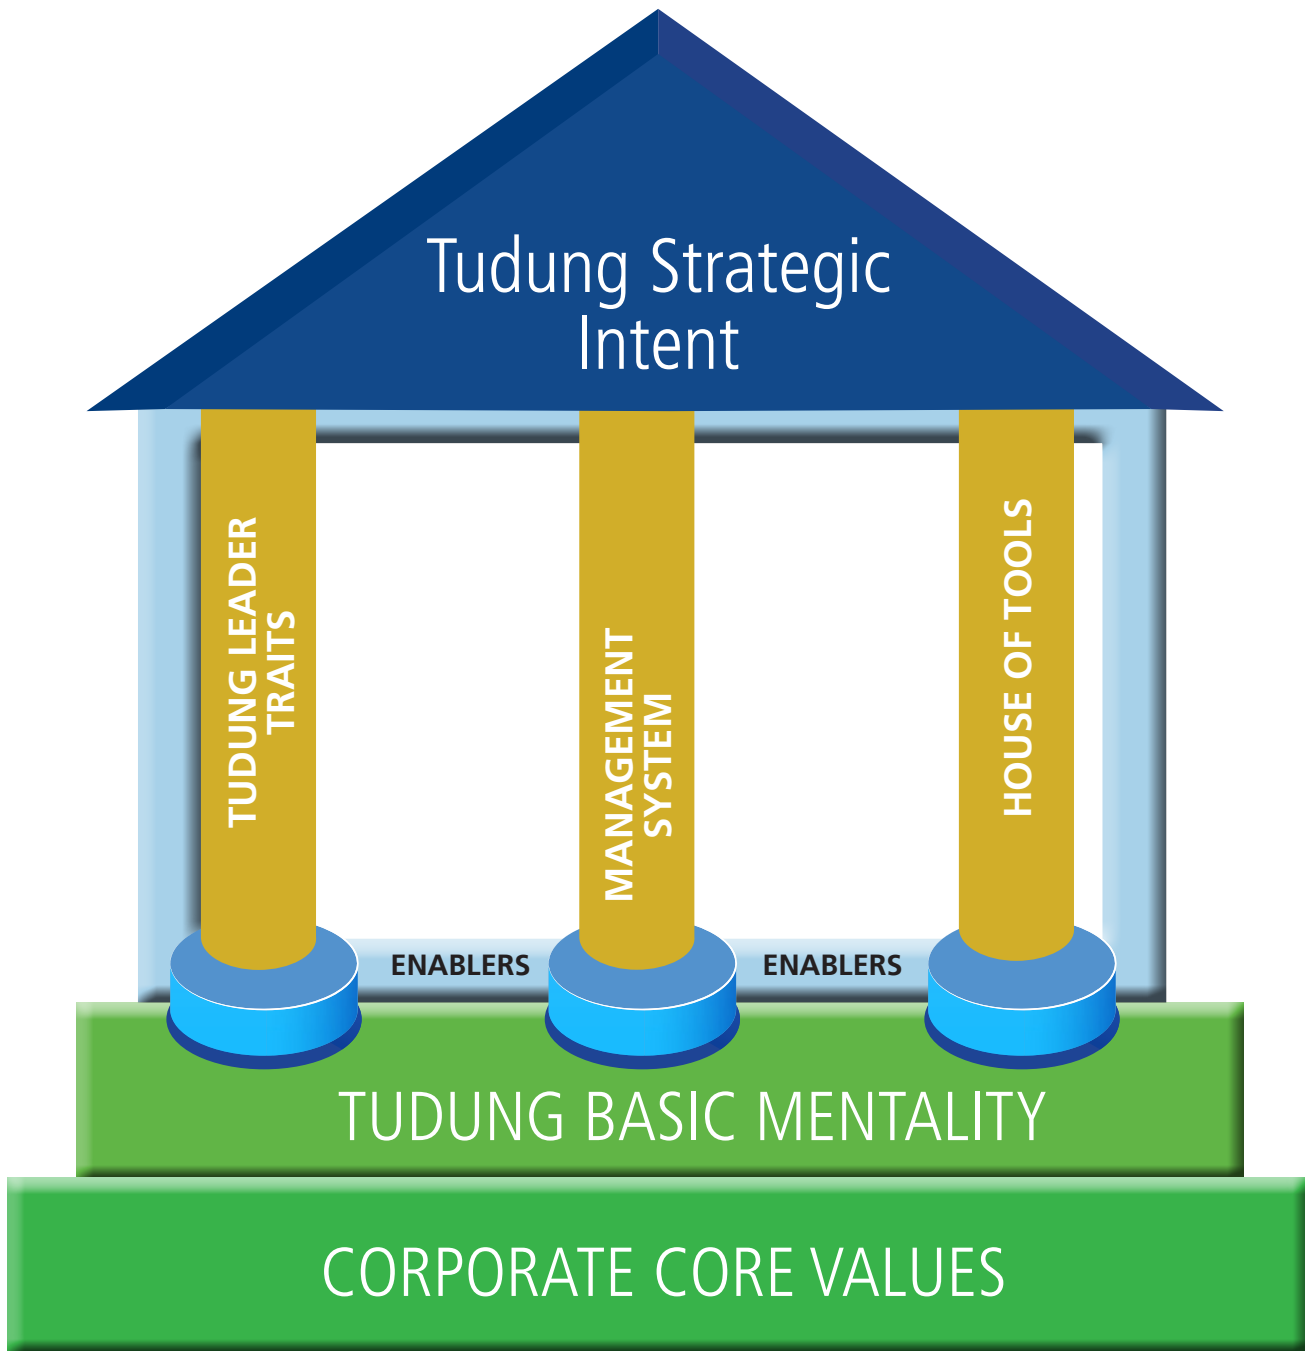 Tudung Strategic
Intent
TUDUNG LEADER
TRAITS
MANAGEMENT
SYSTEM
HOUSE OF TOOLS
ENABLERS
ENABLERS
TUDUNG BASIC MENTALITY
CORPORATE CORE VALUES